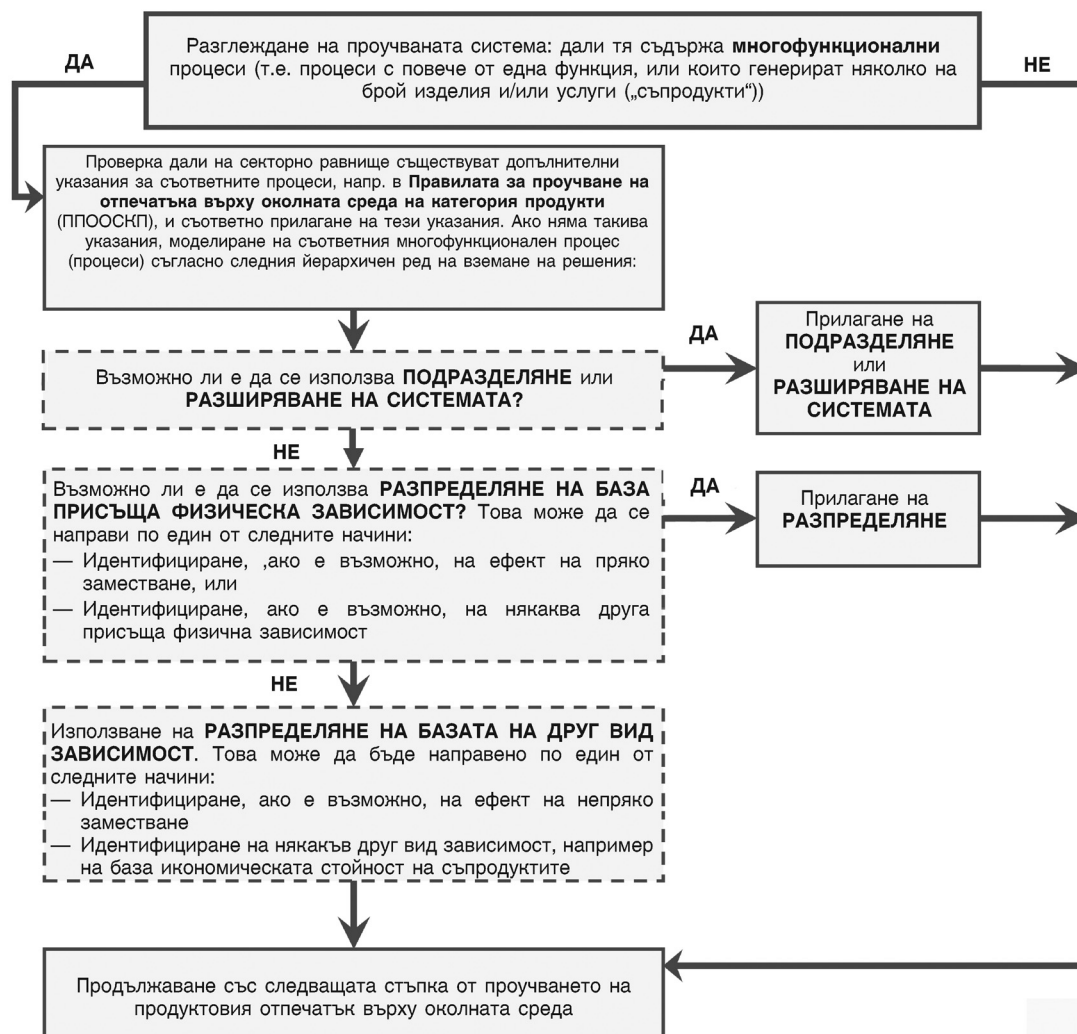 Разглеждане на проучваната система: дали тя съдържа многофункционални
процеси (т.е. процеси с повече от една функция, или които генерират няколко на
брой изделия и/или услуги („съпродукти“))
ДА
НЕ
Проверка дали на секторно равнище съществуват допълнителни
указания за съответните процеси, напр. в Правилата за проучване на
отпечатъка върху околната среда на категория продукти
(ППООСКП), и съответно прилагане на тези указания. Ако няма такива
указания, моделиране на съответния многофункционален процес
(процеси) съгласно следния йерархичен ред на вземане на решения:
Възможно ли е да се използва ПОДРАЗДЕЛЯНЕ или
РАЗШИРЯВАНЕ НА СИСТЕМАТА?
ДА
Прилагане на
ПОДРАЗДЕЛЯНЕ
или
РАЗШИРЯВАНЕ НА
СИСТЕМАТА
НЕ
Възможно ли е да се използва РАЗПРЕДЕЛЯНЕ НА БАЗА
ПРИСЪЩА ФИЗИЧЕСКА ЗАВИСИМОСТ? Това може да се
направи по един от следните начини:
— Идентифициране, ,ако е възможно, на ефект на пряко
заместване, или
— Идентифициране, ако е възможно, на някаква друга
присъща физична зависимост
ДА
Прилагане на
РАЗПРЕДЕЛЯНЕ
НЕ
Използване на РАЗПРЕДЕЛЯНЕ НА БАЗАТА НА ДРУГ ВИД
ЗАВИСИМОСТ. Това може да бъде направено по един от
следните начини:
— Идентифициране, ако е възможно, на ефект на непряко
заместване
— Идентифициране на някакъв друг вид зависимост, например
на база икономическата стойност на съпродуктите
Продължаване със следващата стъпка от проучването на
продуктовия отпечатък върху околната среда